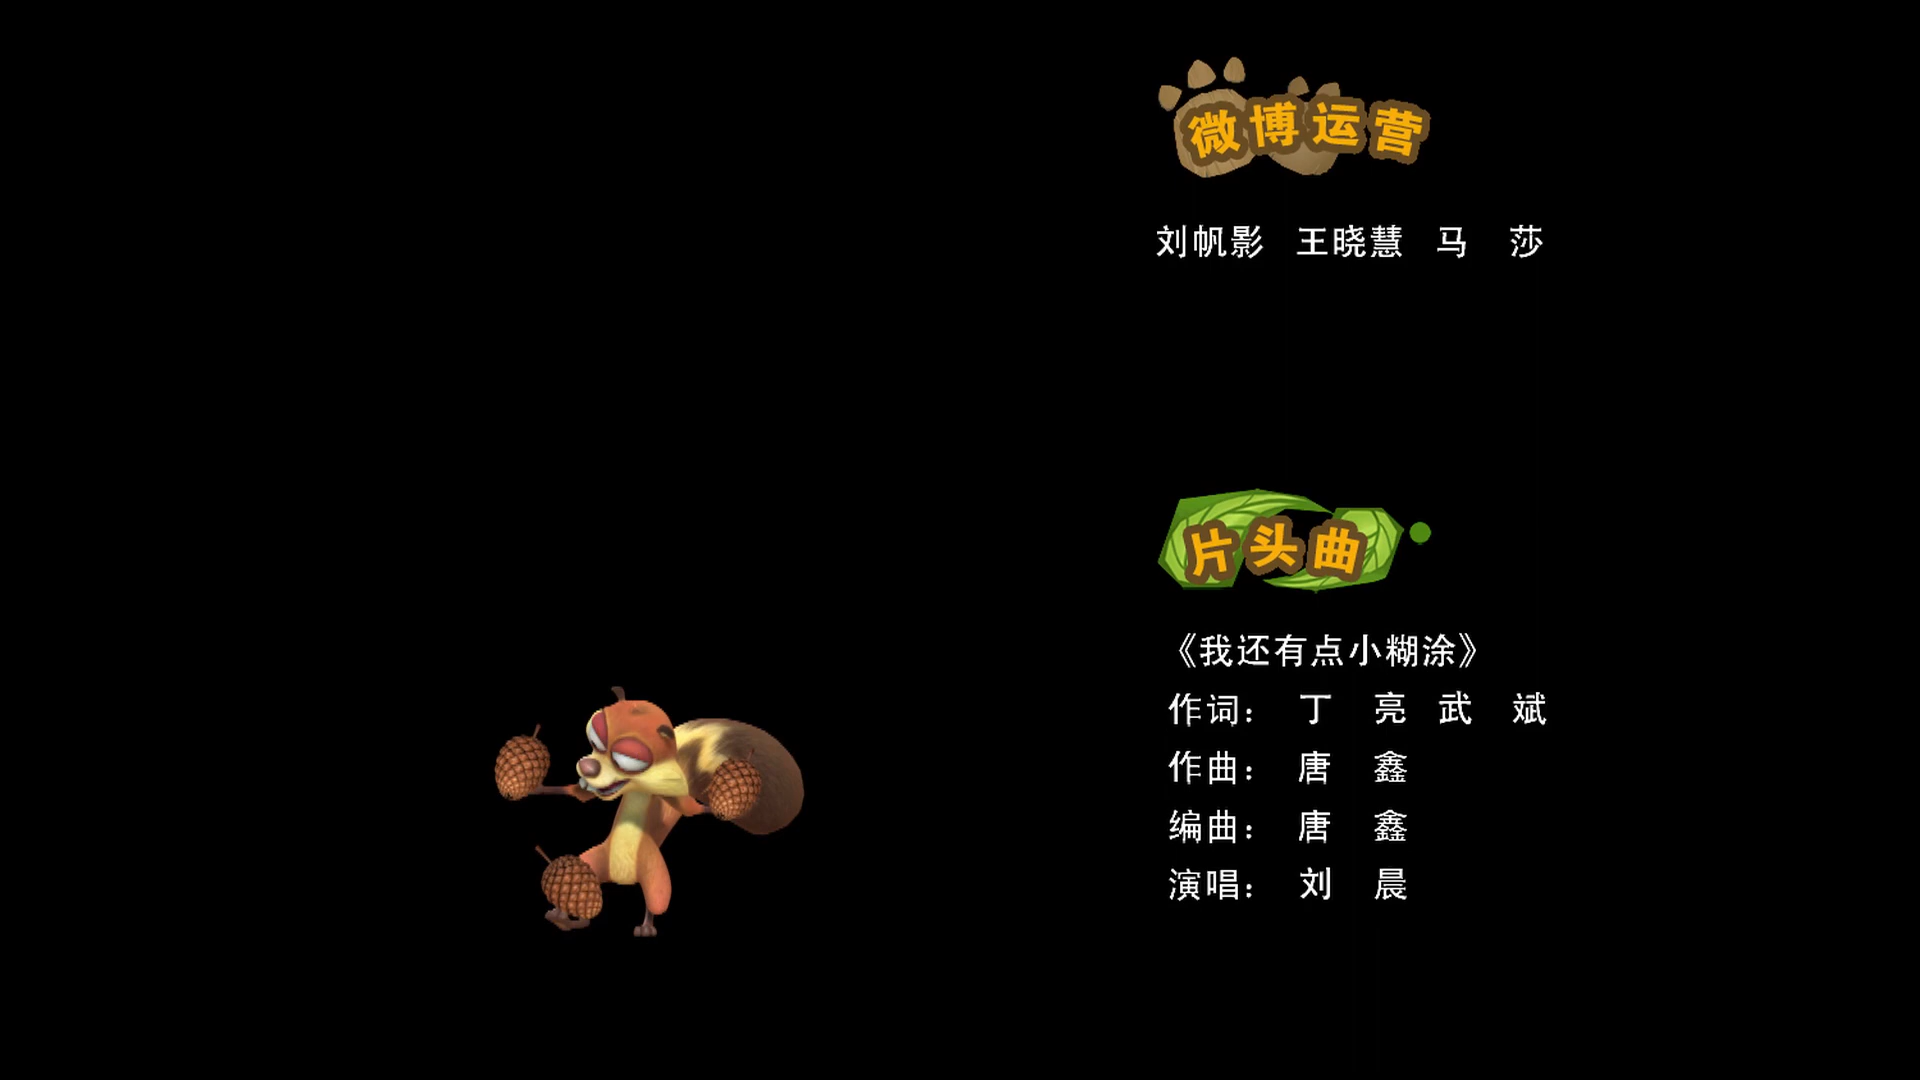 微博运营
刘帆影 王晓慧 马 莎
片头曲
《我还有点小糊涂》
作词： 丁 亮 武 斌
作曲： 唐 鑫
编曲： 唐 鑫
演唱： 刘 晨